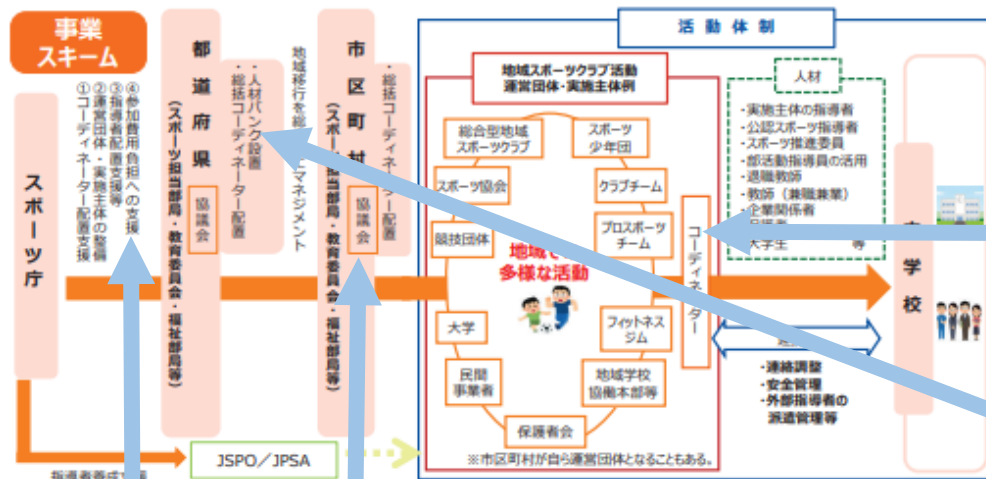 事業
スキーム
スポーツ庁
④参加費用負担への支援
③指導者配置支援等
②運営団体・実施主体の整備
①コーディネーター配置支援
都道府県
(スポーツ担当部局・教育委員会・福祉部局等)
協議会
・人材バンク設置
・総括コーディネーター配置
地域移行を総
マネジメント
市区町村
(スポーツ担当部局・教育委員会・福祉部局等)
協議会
・総括コーディネーター配置
活動体制
地域スポーツクラブ活動
運営団体・実施主体例
総合型地域
スポーツクラブ
スポーツ
少年団
スポーツ協会
クラブチーム
競技団体
プロスポーツ
チーム
地域で
多様な活動
大学
フィットネス
ジム
民間
事業者
地域学校
協働本部等
保護者会
※市区町村が自ら運営団体となることもある。
コーディネーター
人材
・実施主体の指導者
・公認スポーツ指導者
・スポーツ推進委員
・部活動指導員の活用
・退職教師
・教師(兼職兼業)
・企業関係者
大学生 等
・連絡調整
・安全管理
・外部指導者の
派遣管理等
学校
JSPO/JPSA
指導者養成